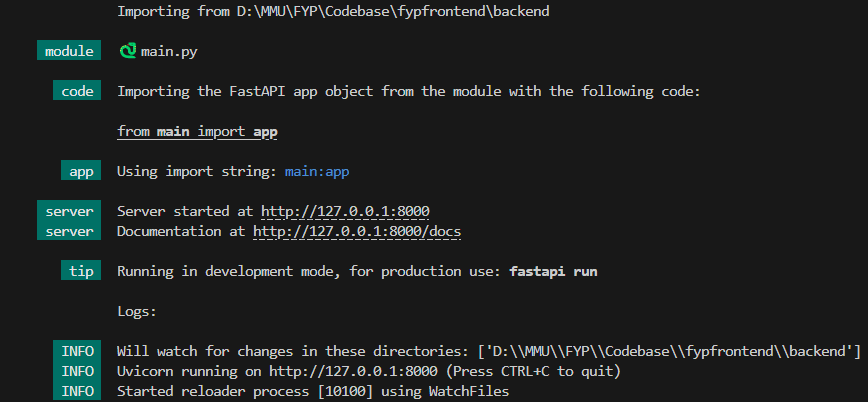 Importing from D:\MMU\FYP\Codebase\fypfrontend\backend
module main.py
code Importing the FastAPI app object from the module with the following code:
from main import app
app Using import string: main:app
server Server started at http://127.0.0.1:8000
server Documentation at http://127.0.0.1:8000/docs
tip Running in development mode, for production use: fastapi run
Logs:
INFO Will watch for changes in these directories: ['D:\\MMU\\FYP\\Codebase\\fypfrontend\\backend']
INFO Uvicorn running on http://127.0.0.1:8000 (Press CTRL+C to quit)
INFO Started reloader process [10100] using WatchFiles